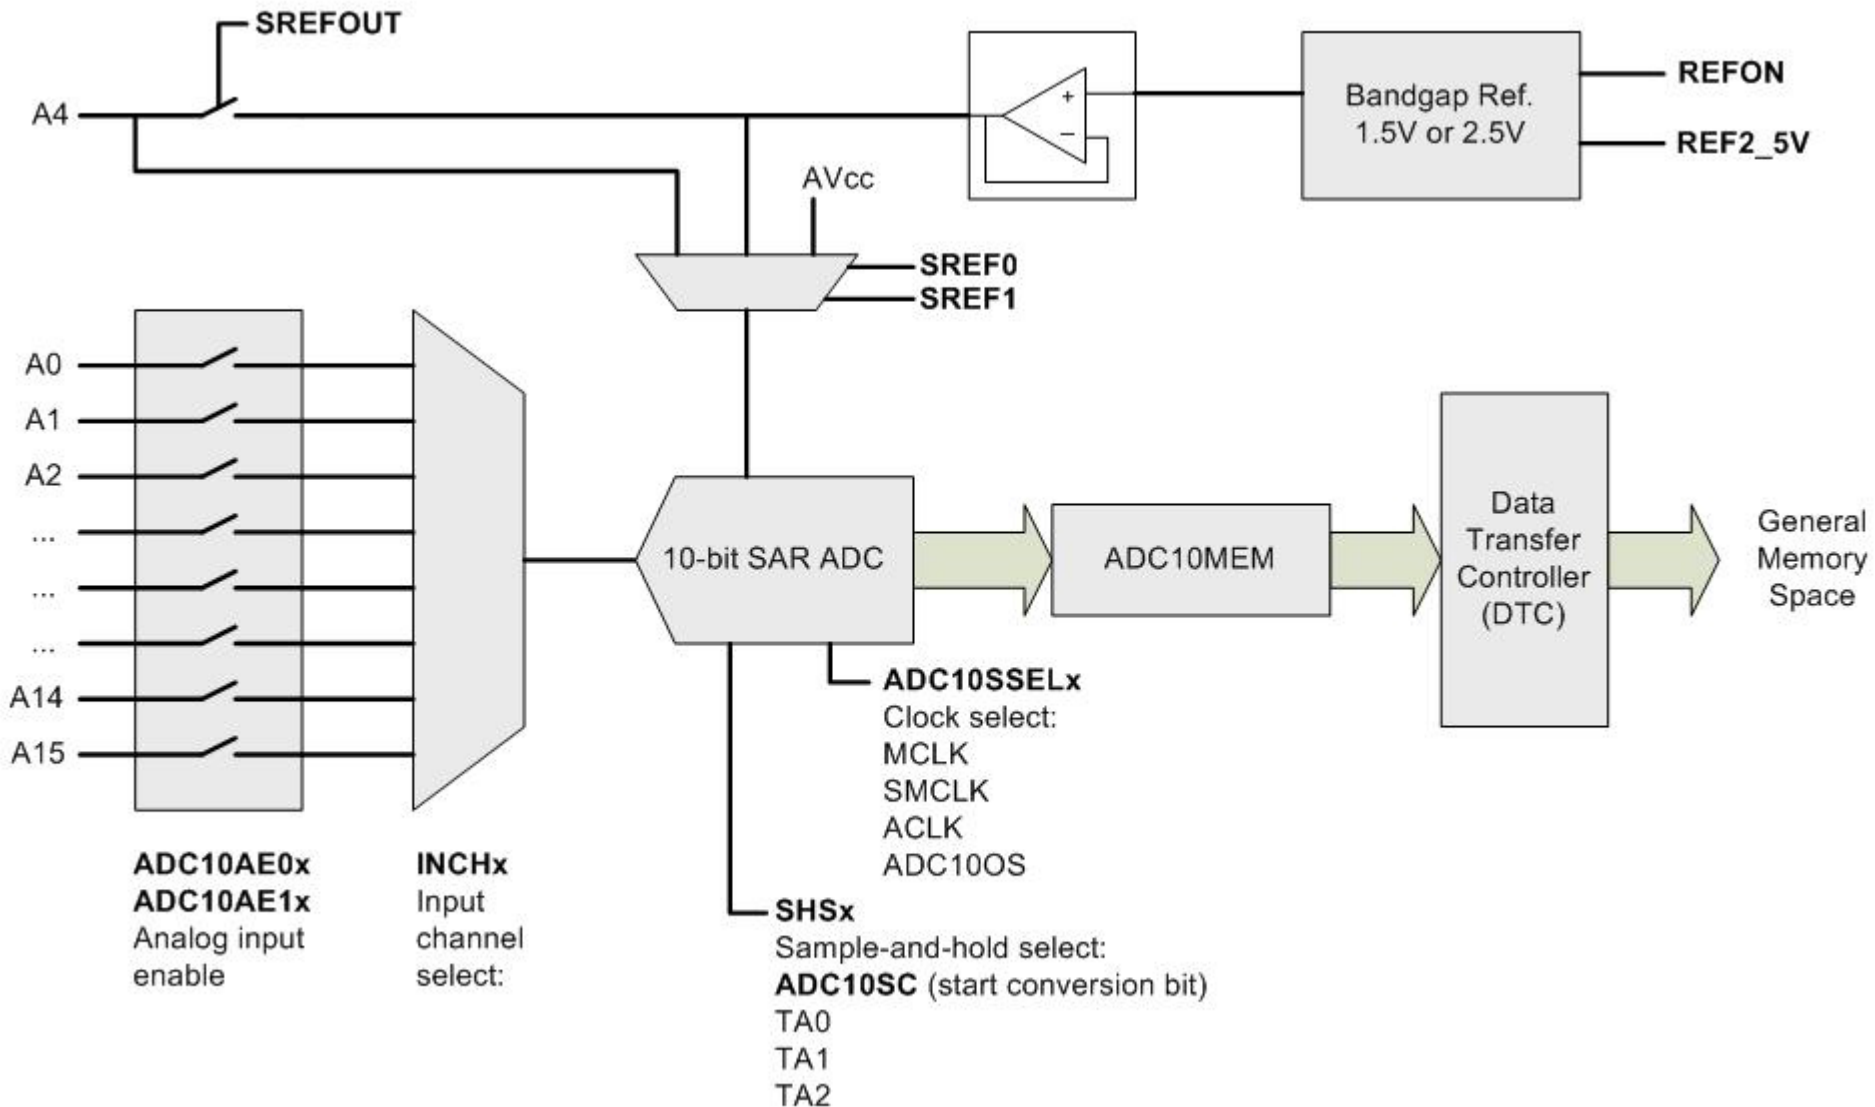 SREFOUT
A4
REFON
Bandgap Ref.
1.5V or 2.5V
REF2_5V
+
−
AVcc
SREF0
SREF1
A0
A1
A2
...
...
...
A14
A15
10-bit SAR ADC
ADC10MEM
Data
Transfer
Controller
(DTC)
General
Memory
Space
ADC10SSELx
Clock select:
MCLK
SMCLK
ACLK
ADC10OS
ADC10AE0x
ADC10AE1x
Analog input
enable
INCHx
Input
channel
select:
SHSx
Sample-and-hold select:
ADC10SC (start conversion bit)
TA0
TA1
TA2